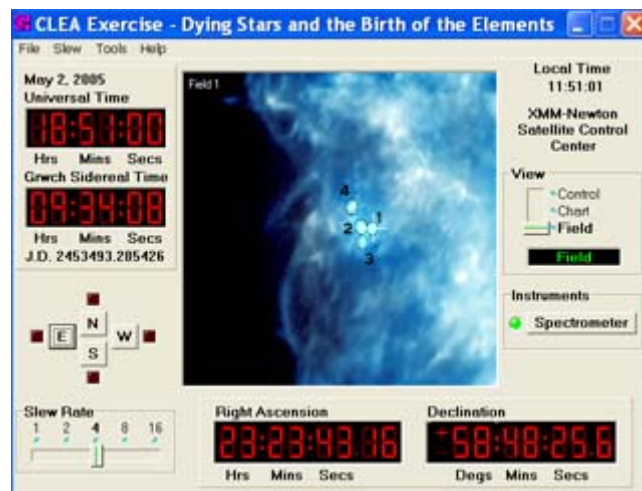 CLEA Exercise - Dying Stars and the Birth of the Elements
File Slew Tools Help
May 2, 2005
Universal Time
18:51:00
Hrs Mins Secs
Grwch Sidereal Time
09:34:08
Hrs Mins Secs
J.D. 2453493.285426
N
E W
S
Slew Rate
1 2 4 8 16
Field 1
4
1
2
3
Local Time
11:51:01
XMM-Newton
Satellite Control
Center
View
Control
Chart
Field
Field
Instruments
Spectrometer
Right Ascension
23:23:43.16
Hrs Mins Secs
Declination
+58:48:25.6
Degs Mins Secs